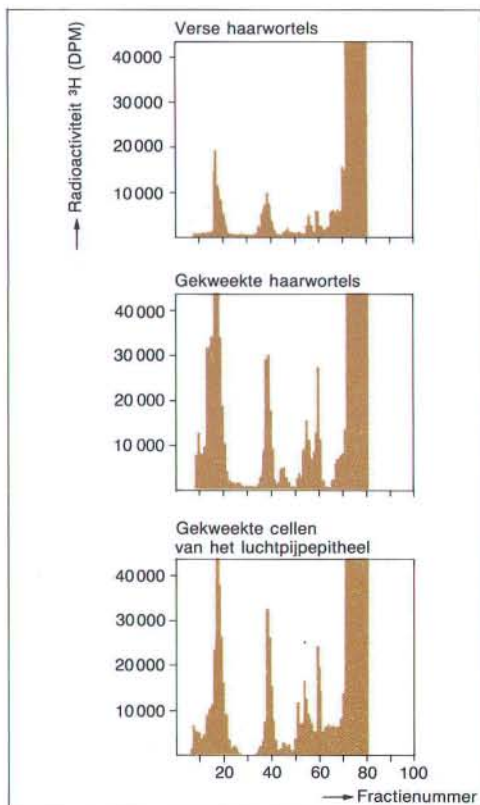 Verse haarwortels
Radioactiviteit ³H (DPM)
40 000
30 000
20 000
10 000
Gekweekte haarwortels
40 000
30 000
20 000
10 000
Gekweekte cellen
van het luchtpijpepitheel
40 000
30 000
20 000
10 000
20 40 60 80 100
Fractienummer